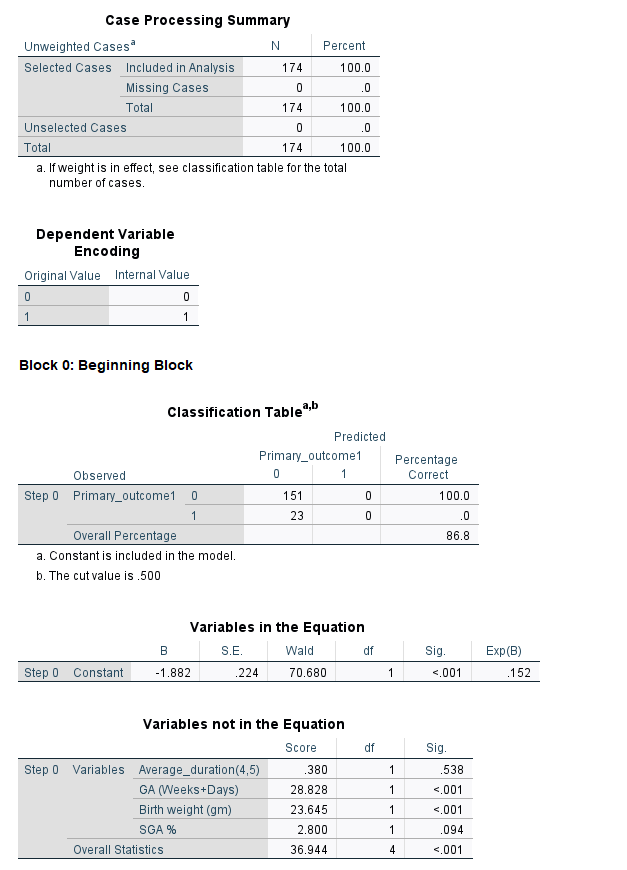 Case Processing Summary
Unweighted Cases^a N Percent
Selected Cases Included in Analysis 174 100.0
Missing Cases 0 .0
Total 174 100.0
Unselected Cases 0 .0
Total 174 100.0
a. If weight is in effect, see classification table for the total
number of cases.
Dependent Variable
Encoding
Original Value Internal Value
0 0
1 1
Block 0: Beginning Block
Classification Table^a,b
Predicted
Primary_outcome1 Percentage
Observed 0 1 Correct
Step 0 Primary_outcome1 0 151 0 100.0
1 23 0 .0
Overall Percentage 86.8
a. Constant is included in the model.
b. The cut value is .500
Variables in the Equation
B S.E. Wald df Sig. Exp(B)
Step 0 Constant -1.882 .224 70.680 1 <.001 .152
Variables not in the Equation
Score df Sig.
Step 0 Variables Average_duration(4,5) .380 1 .538
GA (Weeks+Days) 28.828 1 <.001
Birth weight (gm) 23.645 1 <.001
SGA % 2.800 1 .094
Overall Statistics 36.944 4 <.001